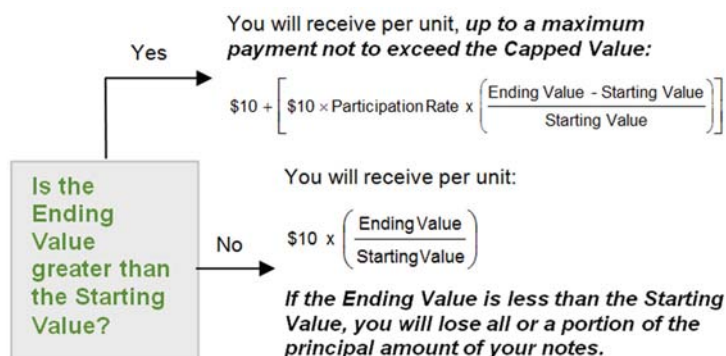 You will receive per unit, up to a maximum
payment not to exceed the Capped Value:
Yes
$10 + [ $10 × Participation Rate x ( Ending Value - Starting Value / Starting Value ) ]
Is the
Ending
Value
greater than
the Starting
Value?
No
You will receive per unit:
$10 x ( Ending Value / Starting Value )
If the Ending Value is less than the Starting
Value, you will lose all or a portion of the
principal amount of your notes.